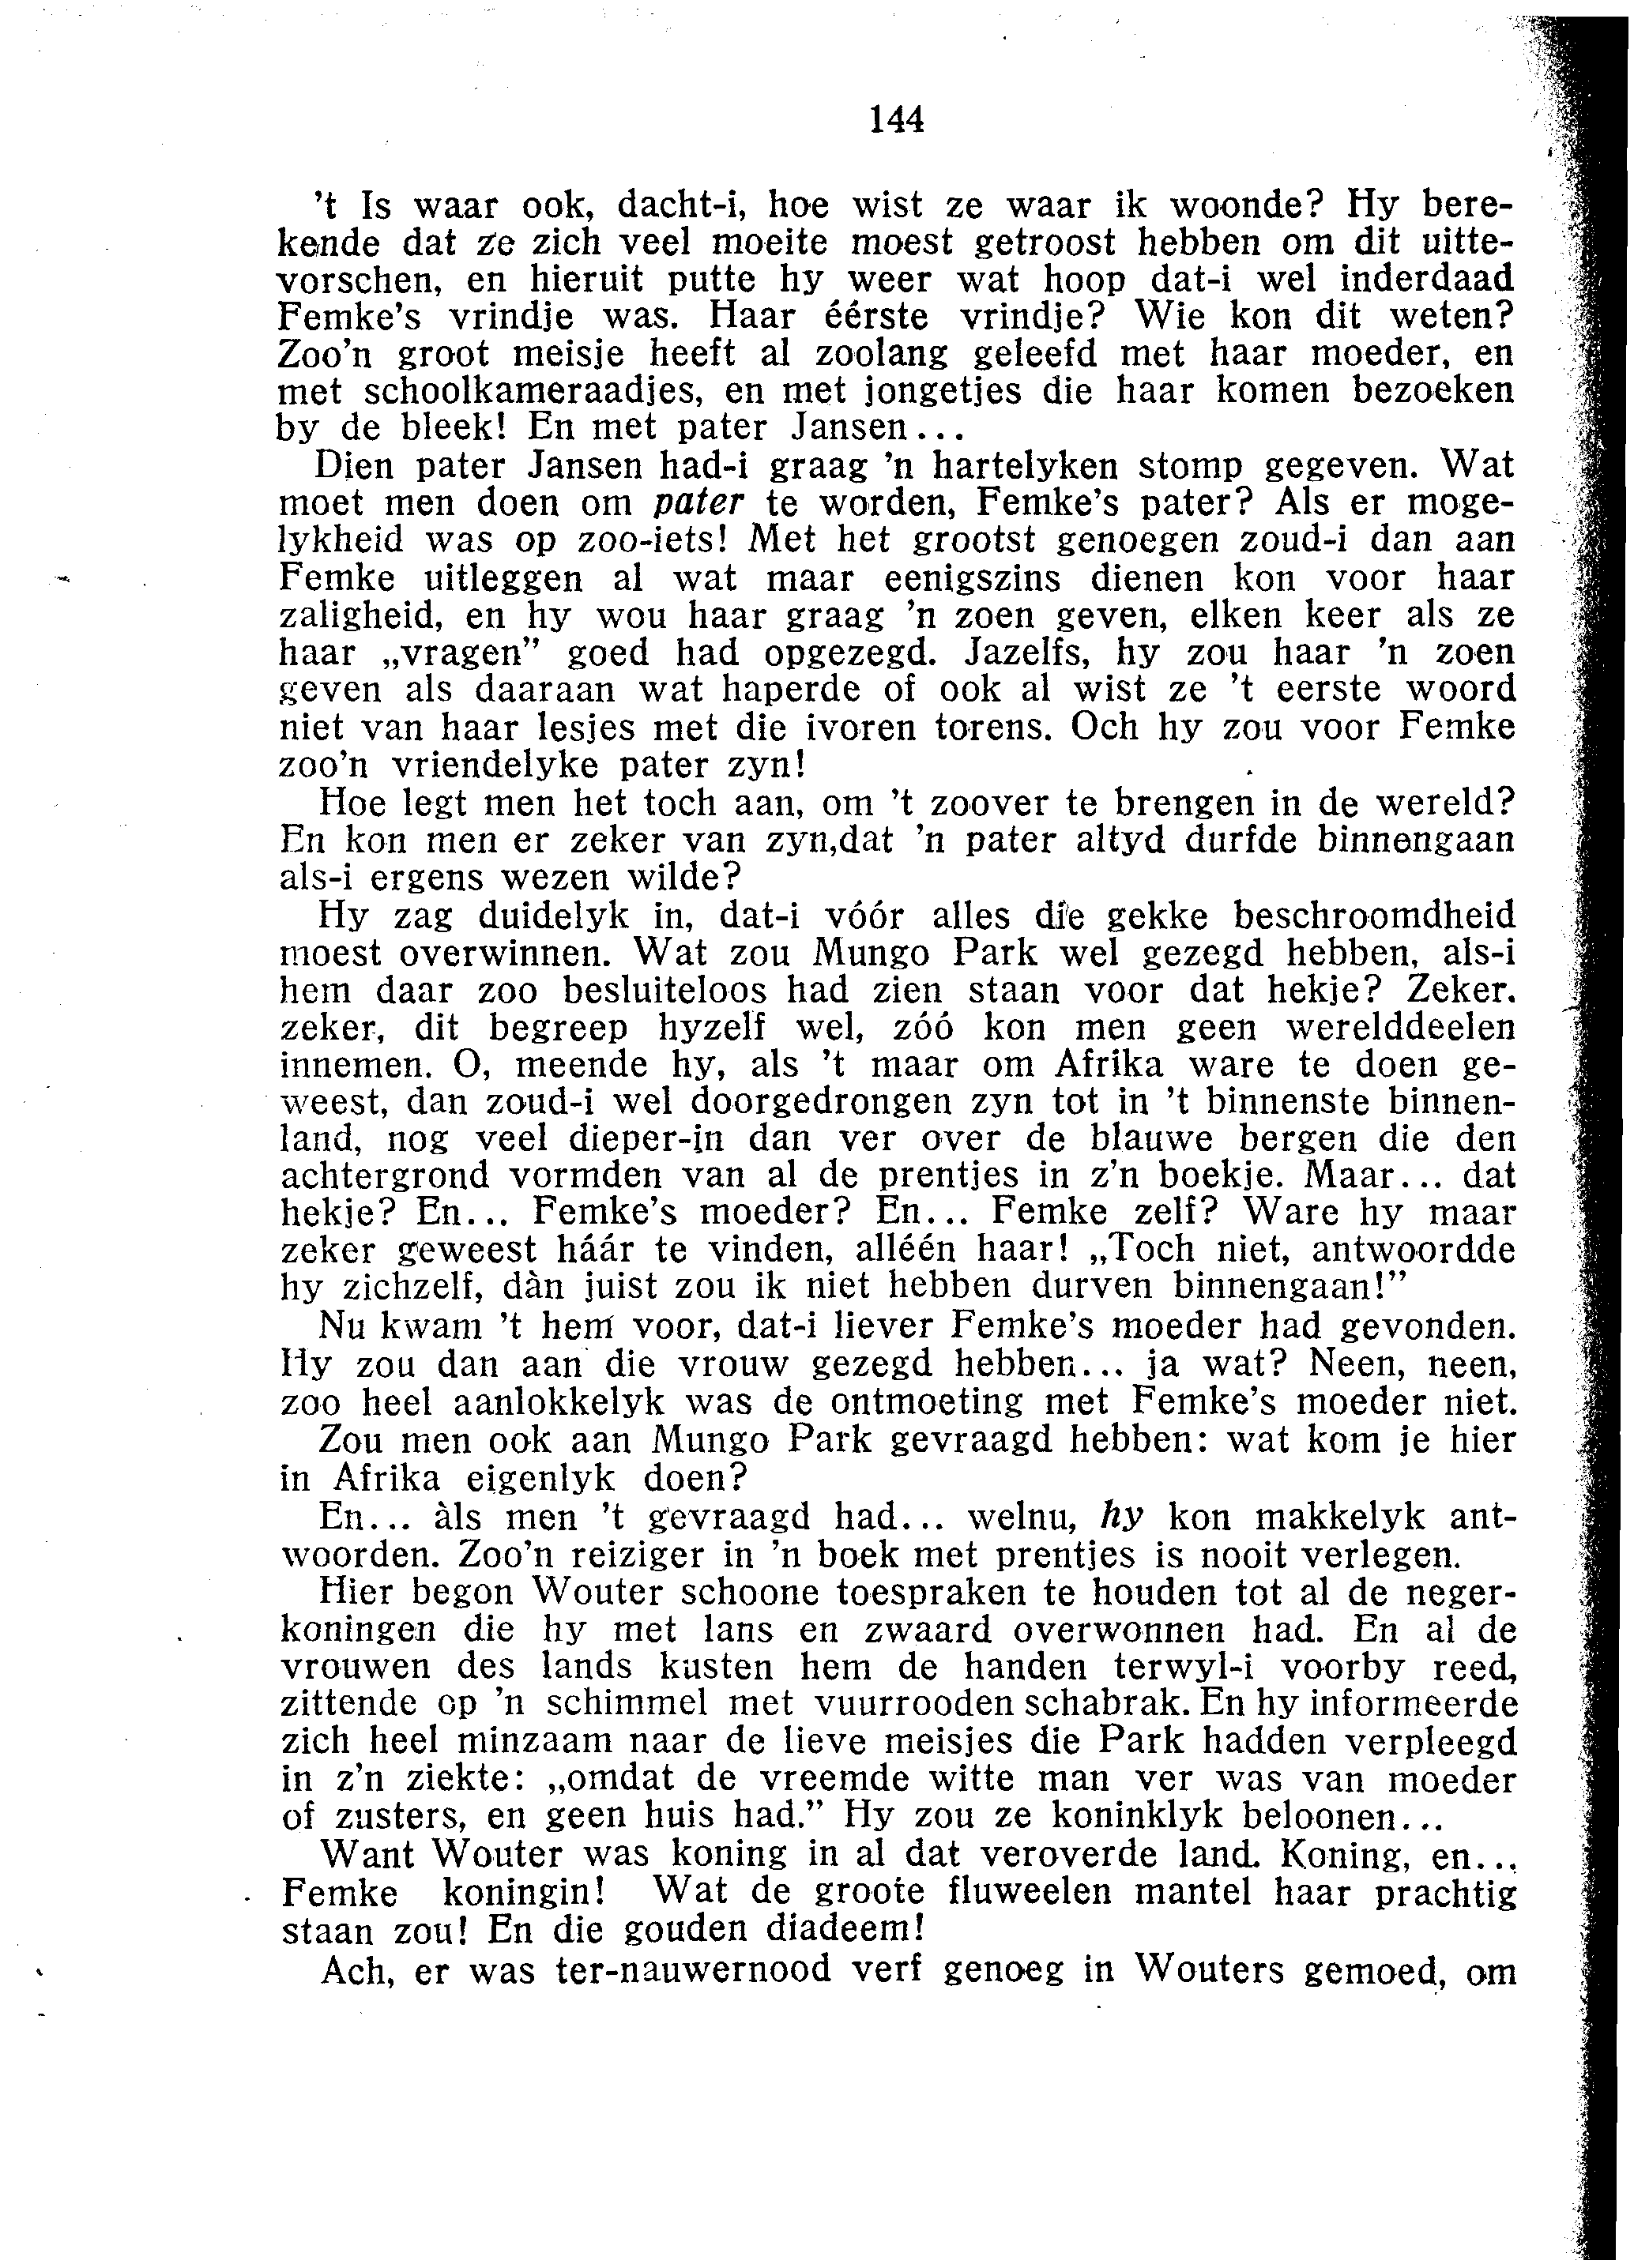 144
’t Is waar ook, dacht-i, hoe wist ze waar ik woonde? Hy bere-
kende dat ze zich veel moeite moest getroost hebben om dit uitte-
vorschen, en hieruit putte hy weer wat hoop dat-i wel inderdaad
Femke’s vrindje was. Haar éérste vrindje? Wie kon dit weten?
Zoo’n groot meisje heeft al zoolang geleefd met haar moeder, en
met schoolkameraadjes, en met jongetjes die haar komen bezoeken
by de bleek! En met pater Jansen...
Dien pater Jansen had-i graag ’n hartelyken stomp gegeven. Wat
moet men doen om pater te worden, Femke’s pater? Als er moge-
lykheid was op zoo-iets! Met het grootst genoegen zoud-i dan aan
Femke uitleggen al wat maar eenigszins dienen kon voor haar
zaligheid, en hy wou haar graag ’n zoen geven, elken keer als ze
haar „vragen” goed had opgezegd. Jazelfs, hy zou haar ’n zoen
geven als daaraan wat haperde of ook al wist ze ’t eerste woord
niet van haar lesjes met die ivoren torens. Och hy zou voor Femke
zoo’n vriendelyke pater zyn!
Hoe legt men het toch aan, om ’t zoover te brengen in de wereld?
En kon men er zeker van zyn,dat ’n pater altyd durfde binnengaan
als-i ergens wezen wilde?
Hy zag duidelyk in, dat-i vóór alles die gekke beschroomdheid
moest overwinnen. Wat zou Mungo Park wel gezegd hebben, als-i
hem daar zoo besluiteloos had zien staan voor dat hekje? Zeker.
zeker, dit begreep hyzelf wel, zóó kon men geen werelddeelen
innemen. O, meende hy, als ’t maar om Afrika ware te doen ge-
weest, dan zoud-i wel doorgedrongen zyn tot in ’t binnenste binnen-
land, nog veel dieper-in dan ver over de blauwe bergen die den
achtergrond vormden van al de prentjes in z’n boekje. Maar... dat
hekje? En... Femke’s moeder? En... Femke zelf? Ware hy maar
zeker geweest háár te vinden, alléén haar! „Toch niet, antwoordde
hy zichzelf, dàn juist zou ik niet hebben durven binnengaan!”
Nu kwam ’t hem voor, dat-i liever Femke’s moeder had gevonden.
Hy zou dan aan die vrouw gezegd hebben... ja wat? Neen, neen,
zoo heel aanlokkelyk was de ontmoeting met Femke’s moeder niet.
Zou men ook aan Mungo Park gevraagd hebben: wat kom je hier
in Afrika eigenlyk doen?
En... àls men ’t gevraagd had... welnu, hy kon makkelyk ant-
woorden. Zoo’n reiziger in ’n boek met prentjes is nooit verlegen.
Hier begon Wouter schoone toespraken te houden tot al de neger-
koningen die hy met lans en zwaard overwonnen had. En al de
vrouwen des lands kusten hem de handen terwyl-i voorby reed,
zittende op ’n schimmel met vuurrooden schabrak. En hy informeerde
zich heel minzaam naar de lieve meisjes die Park hadden verpleegd
in z’n ziekte: „omdat de vreemde witte man ver was van moeder
of zusters, en geen huis had.” Hy zou ze koninklyk beloonen...
Want Wouter was koning in al dat veroverde land. Koning, en...
Femke koningin! Wat de groote fluweelen mantel haar prachtig
staan zou! En die gouden diadeem!
Ach, er was ter-nauwernood verf genoeg in Wouters gemoed, om